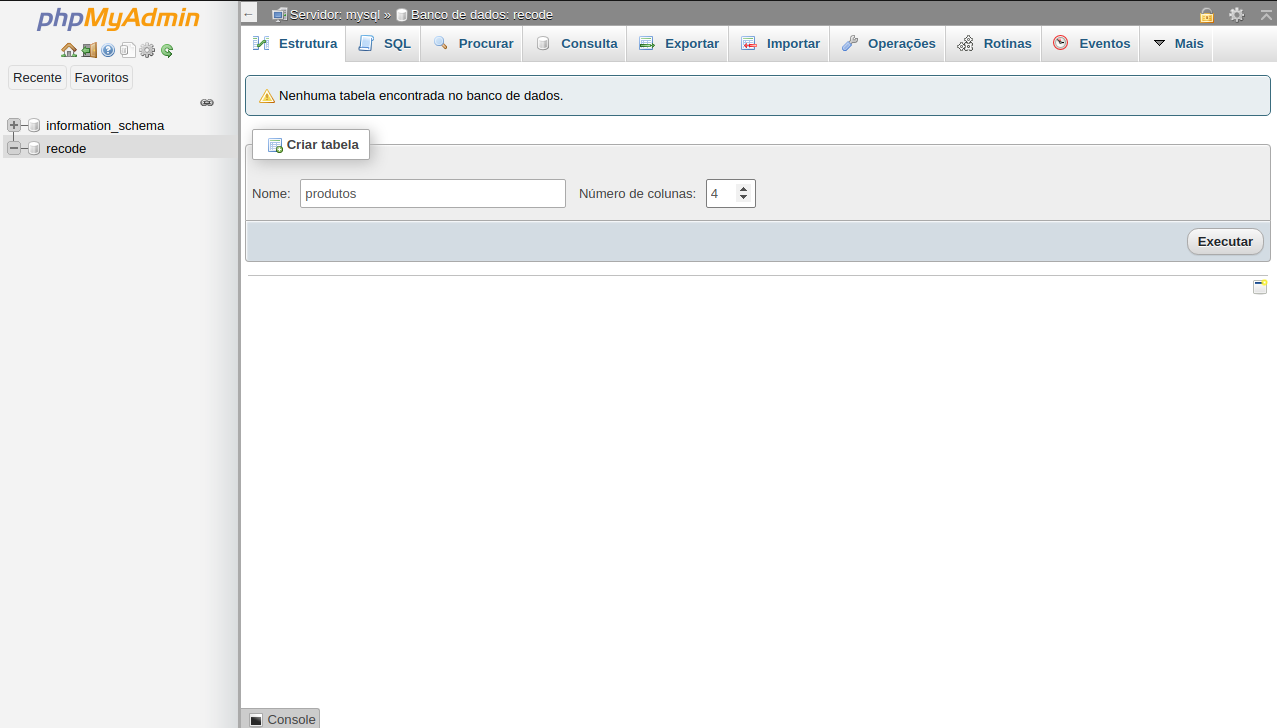 phpMyAdmin
Recente Favoritos
information_schema
recode
← Servidor: mysql » Banco de dados: recode
Estrutura SQL Procurar Consulta Exportar Importar Operações Rotinas Eventos Mais
Nenhuma tabela encontrada no banco de dados.
Criar tabela
Nome: produtos Número de colunas: 4
Executar
Console